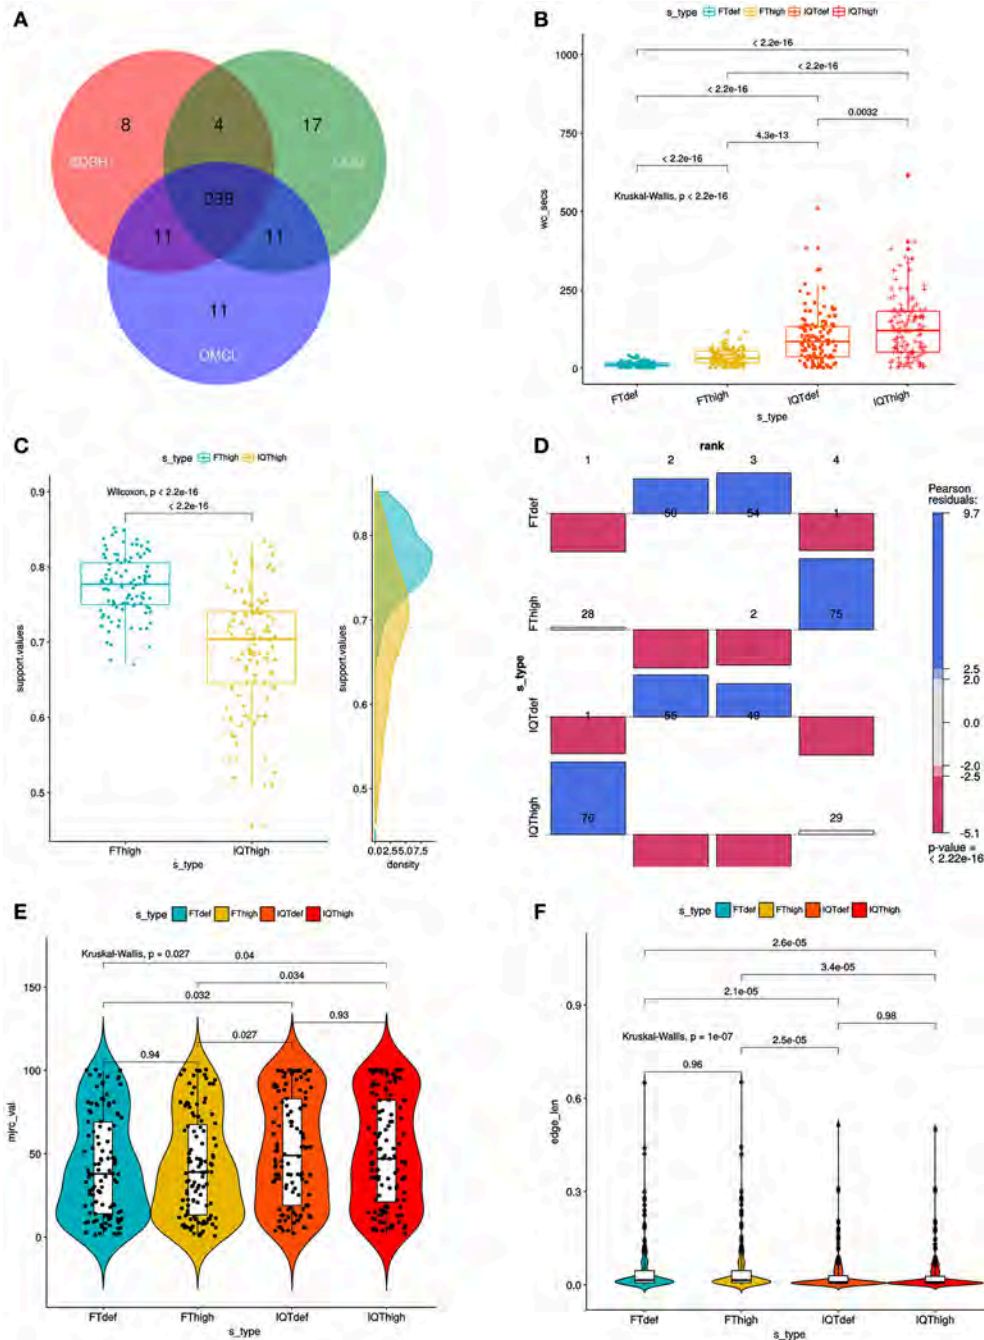 A
8
4
17
BDBH
239
11
11
11
OMCL
B
s_type FTdef FThigh IQTdef IQThigh
1000
750
500
250
0
wc_secs
< 2.2e-16
< 2.2e-16
< 2.2e-16
0.0032
4.3e-13
< 2.2e-16
Kruskal-Wallis, p < 2.2e-16
FTdef
FThigh
IQTdef
IQThigh
s_type
C
s_type FThigh IQThigh
Wilcoxon, p < 2.2e-16
< 2.2e-16
0.9
0.8
0.7
0.6
0.5
support.values
FThigh
IQThigh
s_type
support.values
0.8
0.7
0.6
0.5
0.02.55.07.5
density
D
rank
1 2 3 4
s_type
FTdef
50 54 1
FThigh
28 2 75
IQTdef
1 55 49
IQThigh
76 29
Pearson
residuals:
9.7
2.5
2.0
0.0
-2.0
-2.5
-5.1
p-value =
< 2.22e-16
E
s_type FTdef FThigh IQTdef IQThigh
Kruskal-Wallis, p = 0.027
0.04
0.034
0.032
0.93
0.027
0.94
150
100
50
0
mjrc_val
FTdef
FThigh
IQTdef
IQThigh
s_type
F
s_type FTdef FThigh IQTdef IQThigh
2.6e-05
3.4e-05
2.1e-05
0.98
Kruskal-Wallis, p = 1e-07
2.5e-05
0.96
0.9
0.6
0.3
0.0
edge_len
FTdef
FThigh
IQTdef
IQThigh
s_type